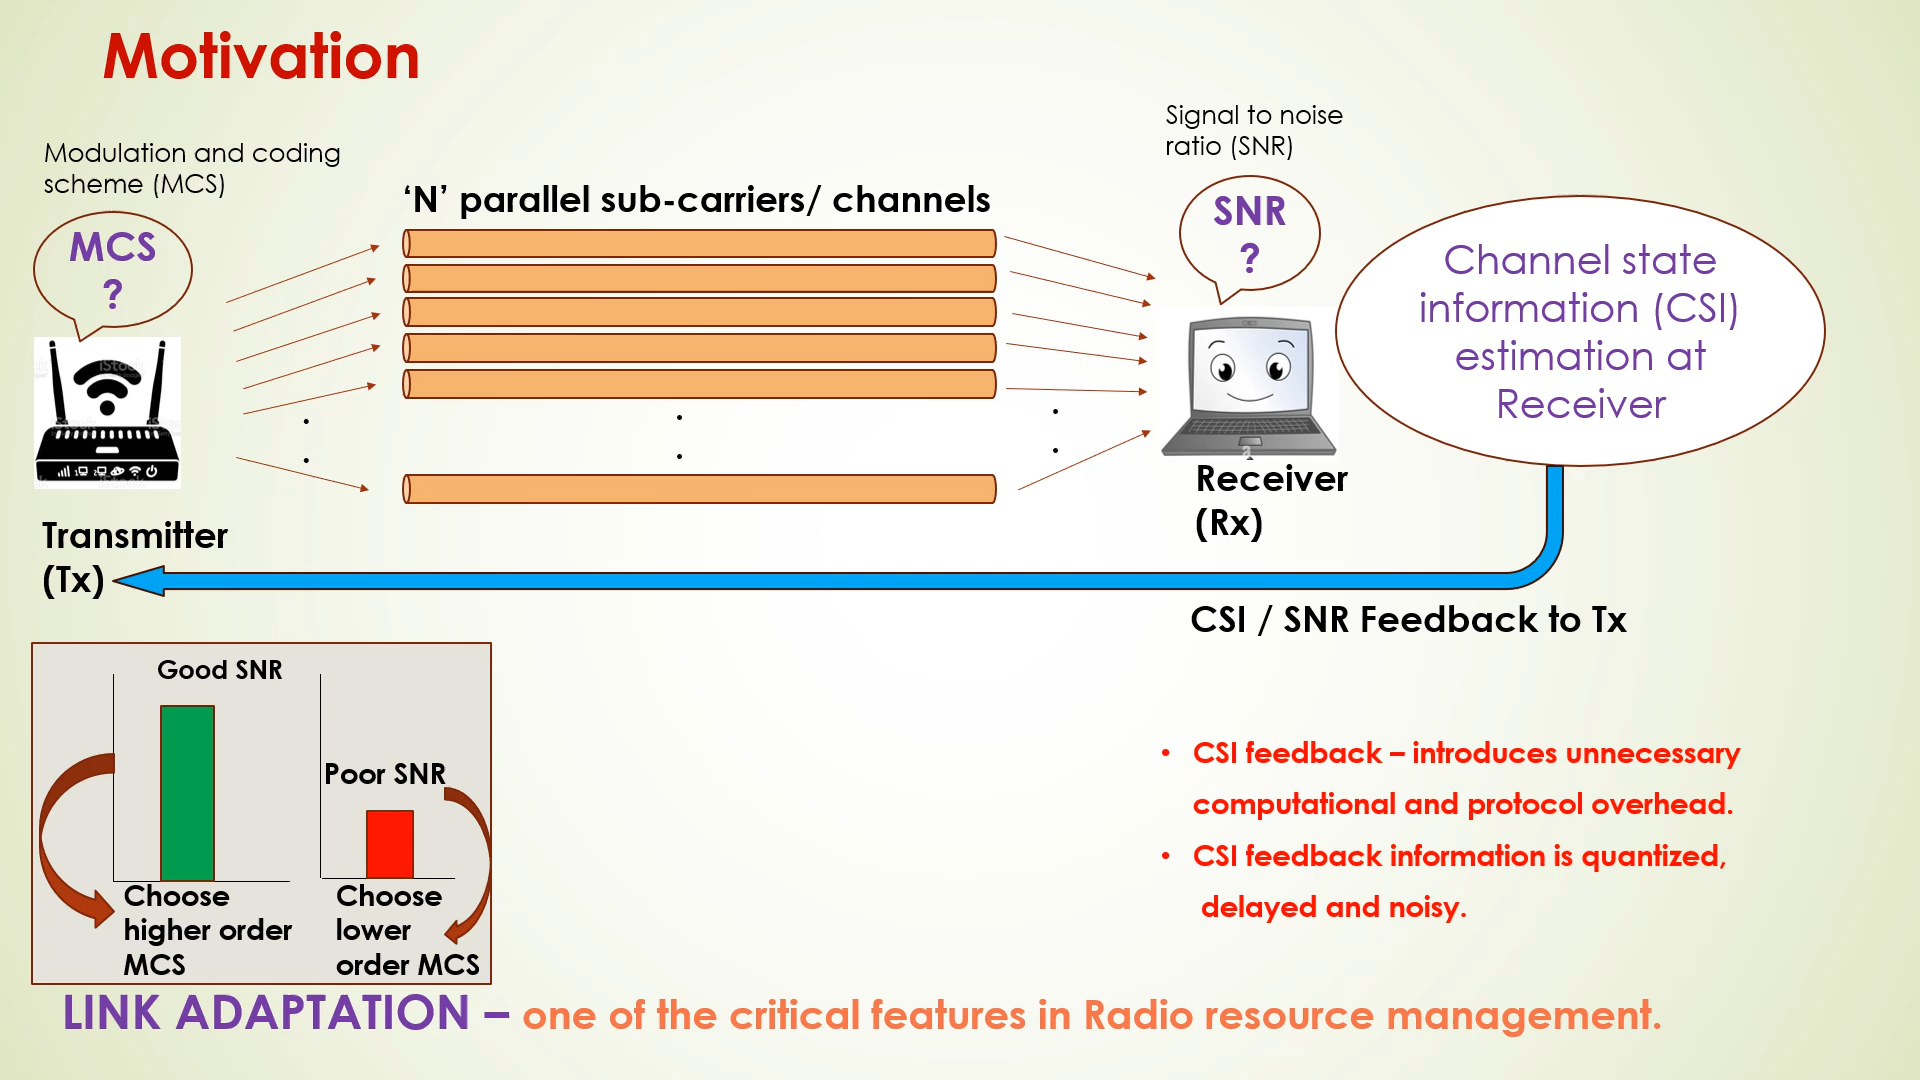 Motivation
Signal to noise
ratio (SNR)
Modulation and coding
scheme (MCS)
‘N’ parallel sub-carriers/ channels
MCS
?
SNR
?
Channel state
information (CSI)
estimation at
Receiver
iStock
Receiver
(Rx)
Transmitter
(Tx)
CSI / SNR Feedback to Tx
Good SNR
Poor SNR
Choose
higher order
MCS
Choose
lower
order MCS
• CSI feedback – introduces unnecessary
computational and protocol overhead.
• CSI feedback information is quantized,
delayed and noisy.
LINK ADAPTATION – one of the critical features in Radio resource management.